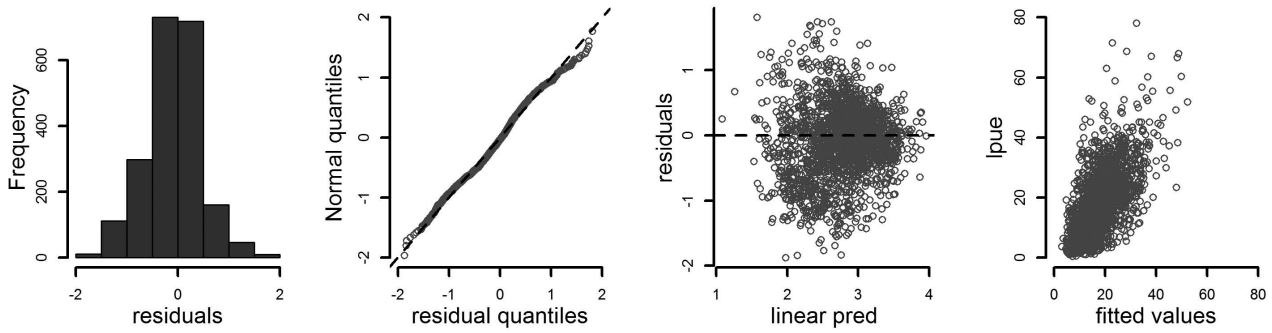 Frequency
0 200 400 600
-2 0 2
residuals
Normal quantiles
-2 -1 0 1 2
-2 -1 0 1 2
residual quantiles
residuals
-2 -1 0 1
1 2 3 4
linear pred
lpue
0 20 40 60 80
0 20 40 60 80
fitted values